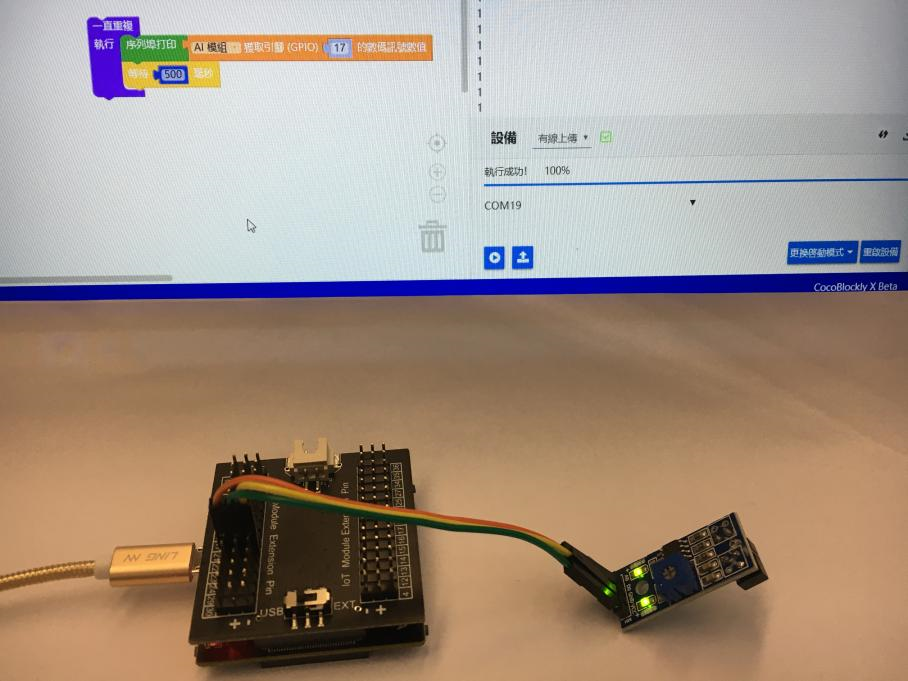 一直重複
執行 序列埠打印 AI 模組 獲取引腳 (GPIO) 17 的數碼訊號數值
等待 500 毫秒
1
1
1
1
1
1
1
設備 有線上傳
執行成功! 100%
COM19
更換啓動模式 重啟設備
CocoBlockly X Beta
Module Extension Pin
IoT Module Extension Pin
LING
USB EXT
+ - - +